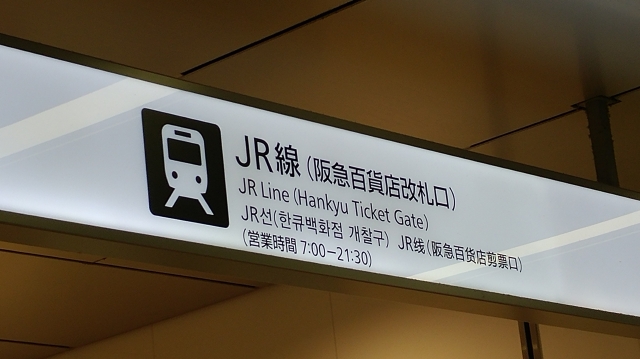 JR線(阪急百貨店改札口)
JR Line (Hankyu Ticket Gate)
JR선(한큐백화점 개찰구) JR线(阪急百货店剪票口)
(営業時間 7:00−21:30)